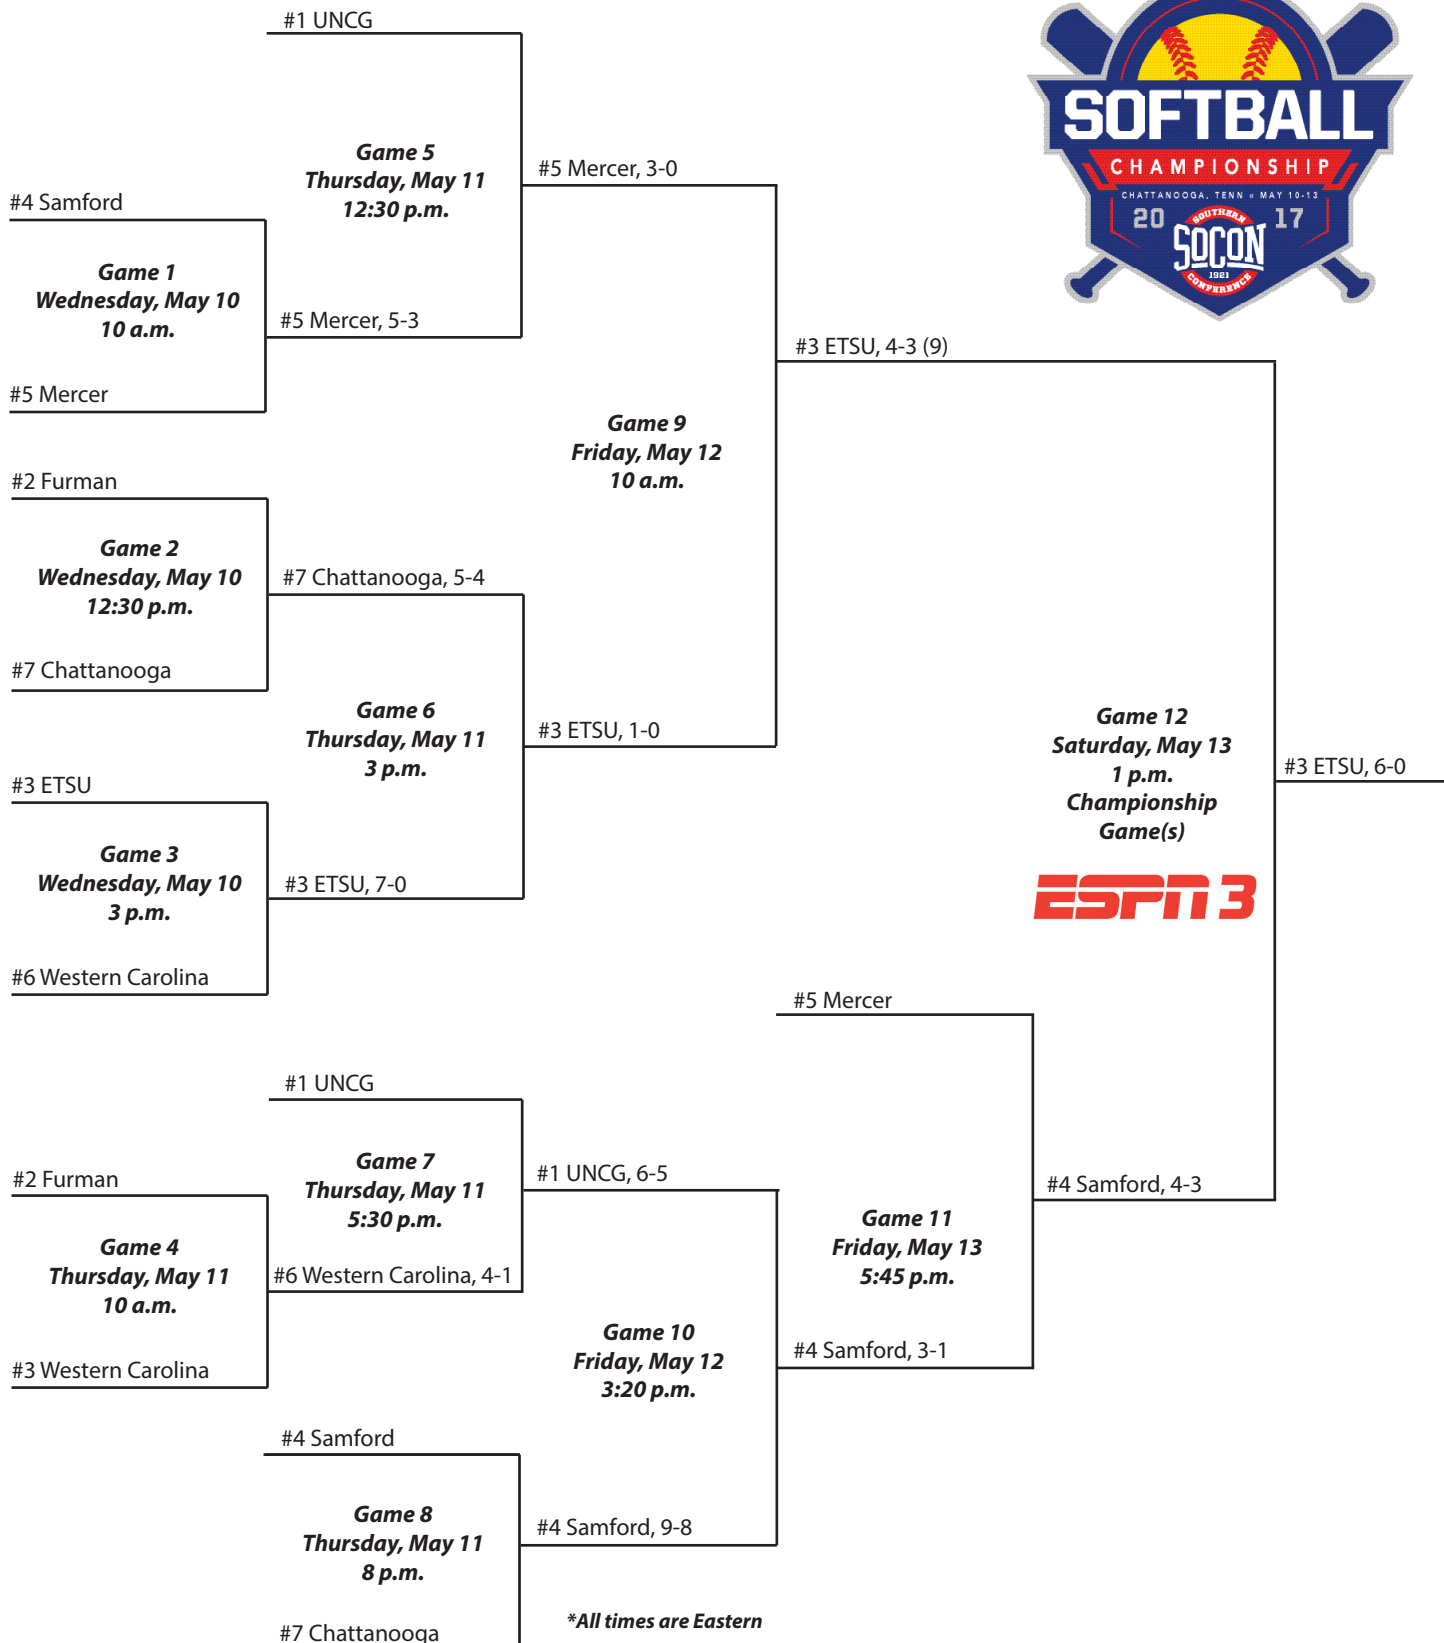 #1 UNCG
SOFTBALL
CHAMPIONSHIP
CHATTANOOGA, TENN « MAY 10-13
20 17
SOUTHERN
SOCON
1921
CONFERENCE
Game 5
Thursday, May 11
12:30 p.m.
#5 Mercer, 3-0
#4 Samford
Game 1
Wednesday, May 10
10 a.m.
#5 Mercer, 5-3
#5 Mercer
#3 ETSU, 4-3 (9)
Game 9
Friday, May 12
10 a.m.
#2 Furman
Game 2
Wednesday, May 10
12:30 p.m.
#7 Chattanooga, 5-4
#7 Chattanooga
Game 6
Thursday, May 11
3 p.m.
#3 ETSU, 1-0
#3 ETSU
Game 3
Wednesday, May 10
3 p.m.
#3 ETSU, 7-0
#6 Western Carolina
Game 12
Saturday, May 13
1 p.m.
Championship
Game(s)
#3 ETSU, 6-0
ESPN 3
#5 Mercer
#1 UNCG
Game 7
Thursday, May 11
5:30 p.m.
#1 UNCG, 6-5
#2 Furman
Game 4
Thursday, May 11
10 a.m.
#6 Western Carolina, 4-1
#3 Western Carolina
Game 11
Friday, May 13
5:45 p.m.
#4 Samford, 4-3
Game 10
Friday, May 12
3:20 p.m.
#4 Samford, 3-1
#4 Samford
Game 8
Thursday, May 11
8 p.m.
#4 Samford, 9-8
#7 Chattanooga
*All times are Eastern